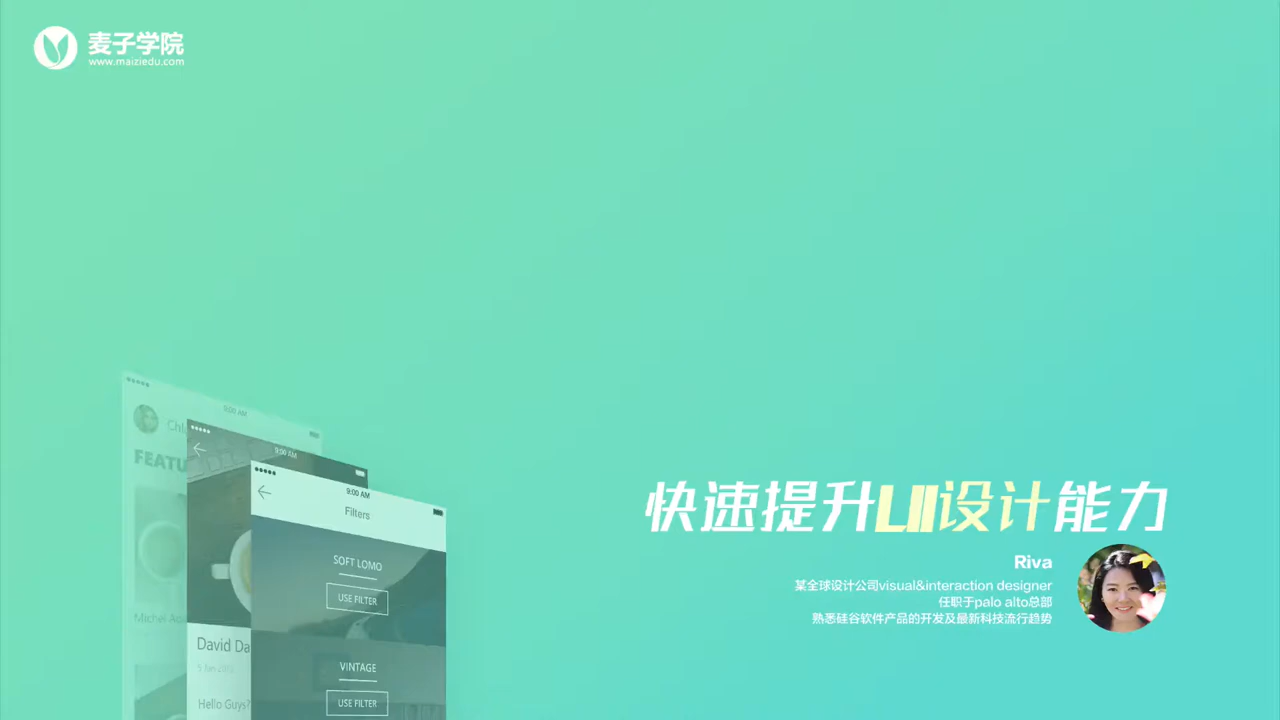 麦子学院
www.maiziedu.com
快速提升UI设计能力
Riva
某全球设计公司visual&interaction designer
任职于palo alto总部
熟悉硅谷软件产品的开发及最新科技流行趋势
9:00 AM
FEATU
9:00 AM
David Da
Hello Guys?
9:00 AM
Filters
SOFT LOMO
USE FILTER
VINTAGE
USE FILTER